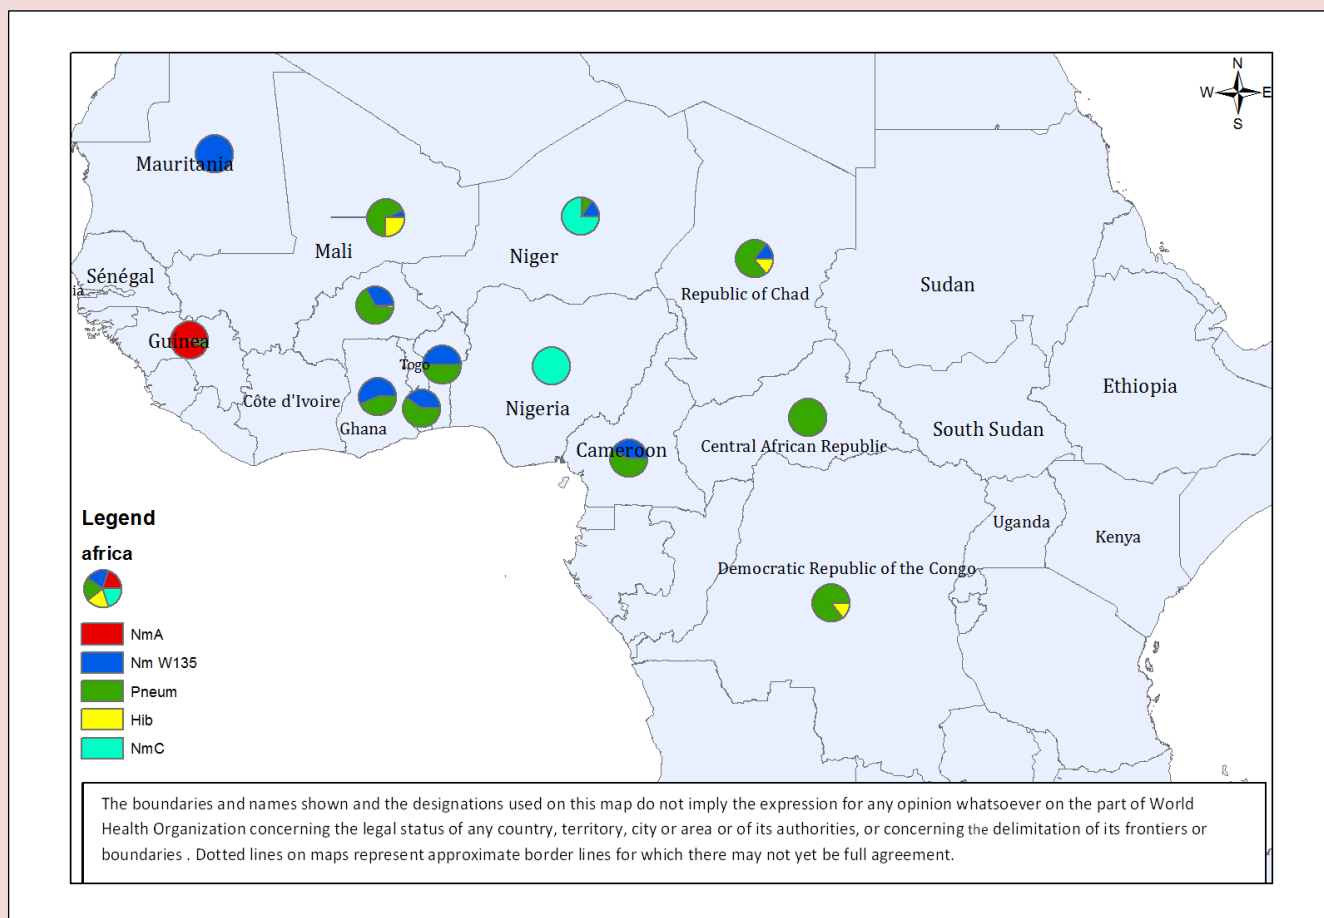 N
W
E
S
Mauritania
Mali
Niger
Republic of Chad
Sudan
Sénégal
ia
Guinea
Togo
Côte d'Ivoire
Ghana
Nigeria
Cameroon
Central African Republic
South Sudan
Ethiopia
Uganda
Kenya
Democratic Republic of the Congo
Legend
africa
NmA
Nm W135
Pneum
Hib
NmC
The boundaries and names shown and the designations used on this map do not imply the expression for any opinion whatsoever on the part of World
Health Organization concerning the legal status of any country, territory, city or area or of its authorities, or concerning the delimitation of its frontiers or
boundaries . Dotted lines on maps represent approximate border lines for which there may not yet be full agreement.